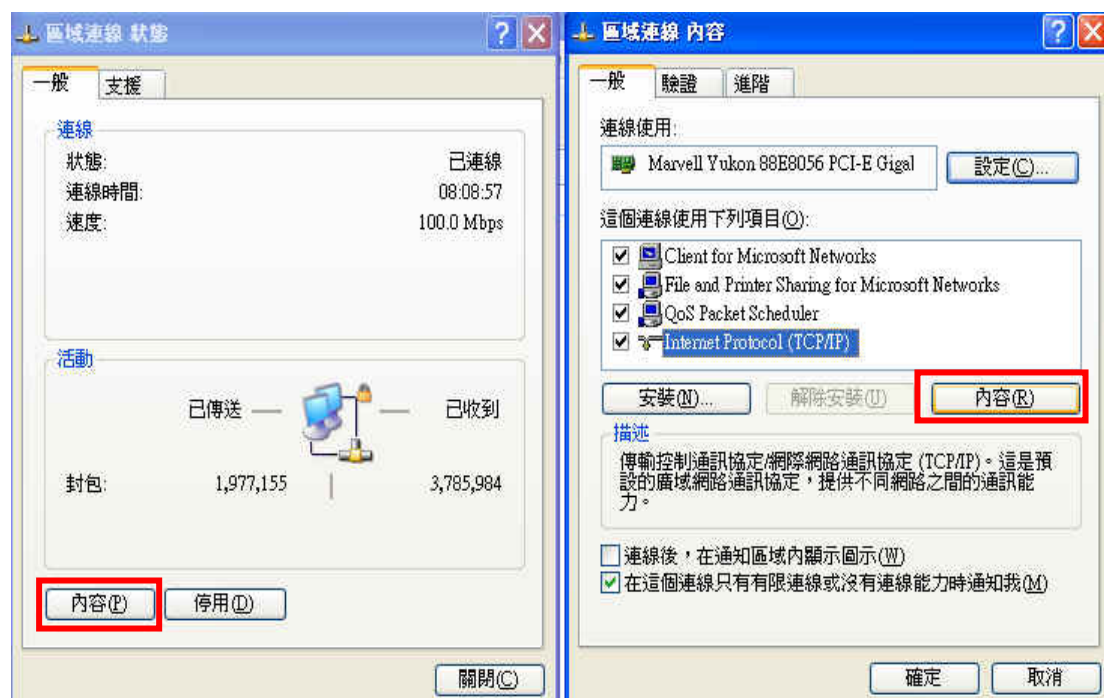 區域連線 狀態
一般
支援
連線
狀態:
已連線
連線時間:
08:08:57
速度:
100.0 Mbps
活動
已傳送
已收到
封包:
1,977,155
3,785,984
內容(P)
停用(D)
關閉(C)
區域連線 內容
一般
驗證
進階
連線使用:
Marvell Yukon 88E8056 PCI-E Gigal
設定(C)...
這個連線使用下列項目(O):
Client for Microsoft Networks
File and Printer Sharing for Microsoft Networks
QoS Packet Scheduler
Internet Protocol (TCP/IP)
安裝(N)...
解除安裝(U)
內容(R)
描述
傳輸控制通訊協定/網際網路通訊協定 (TCP/IP)。這是預
設的廣域網路通訊協定,提供不同網路之間的通訊能
力。
連線後,在通知區域內顯示圖示(W)
在這個連線只有有限連線或沒有連線能力時通知我(M)
確定
取消